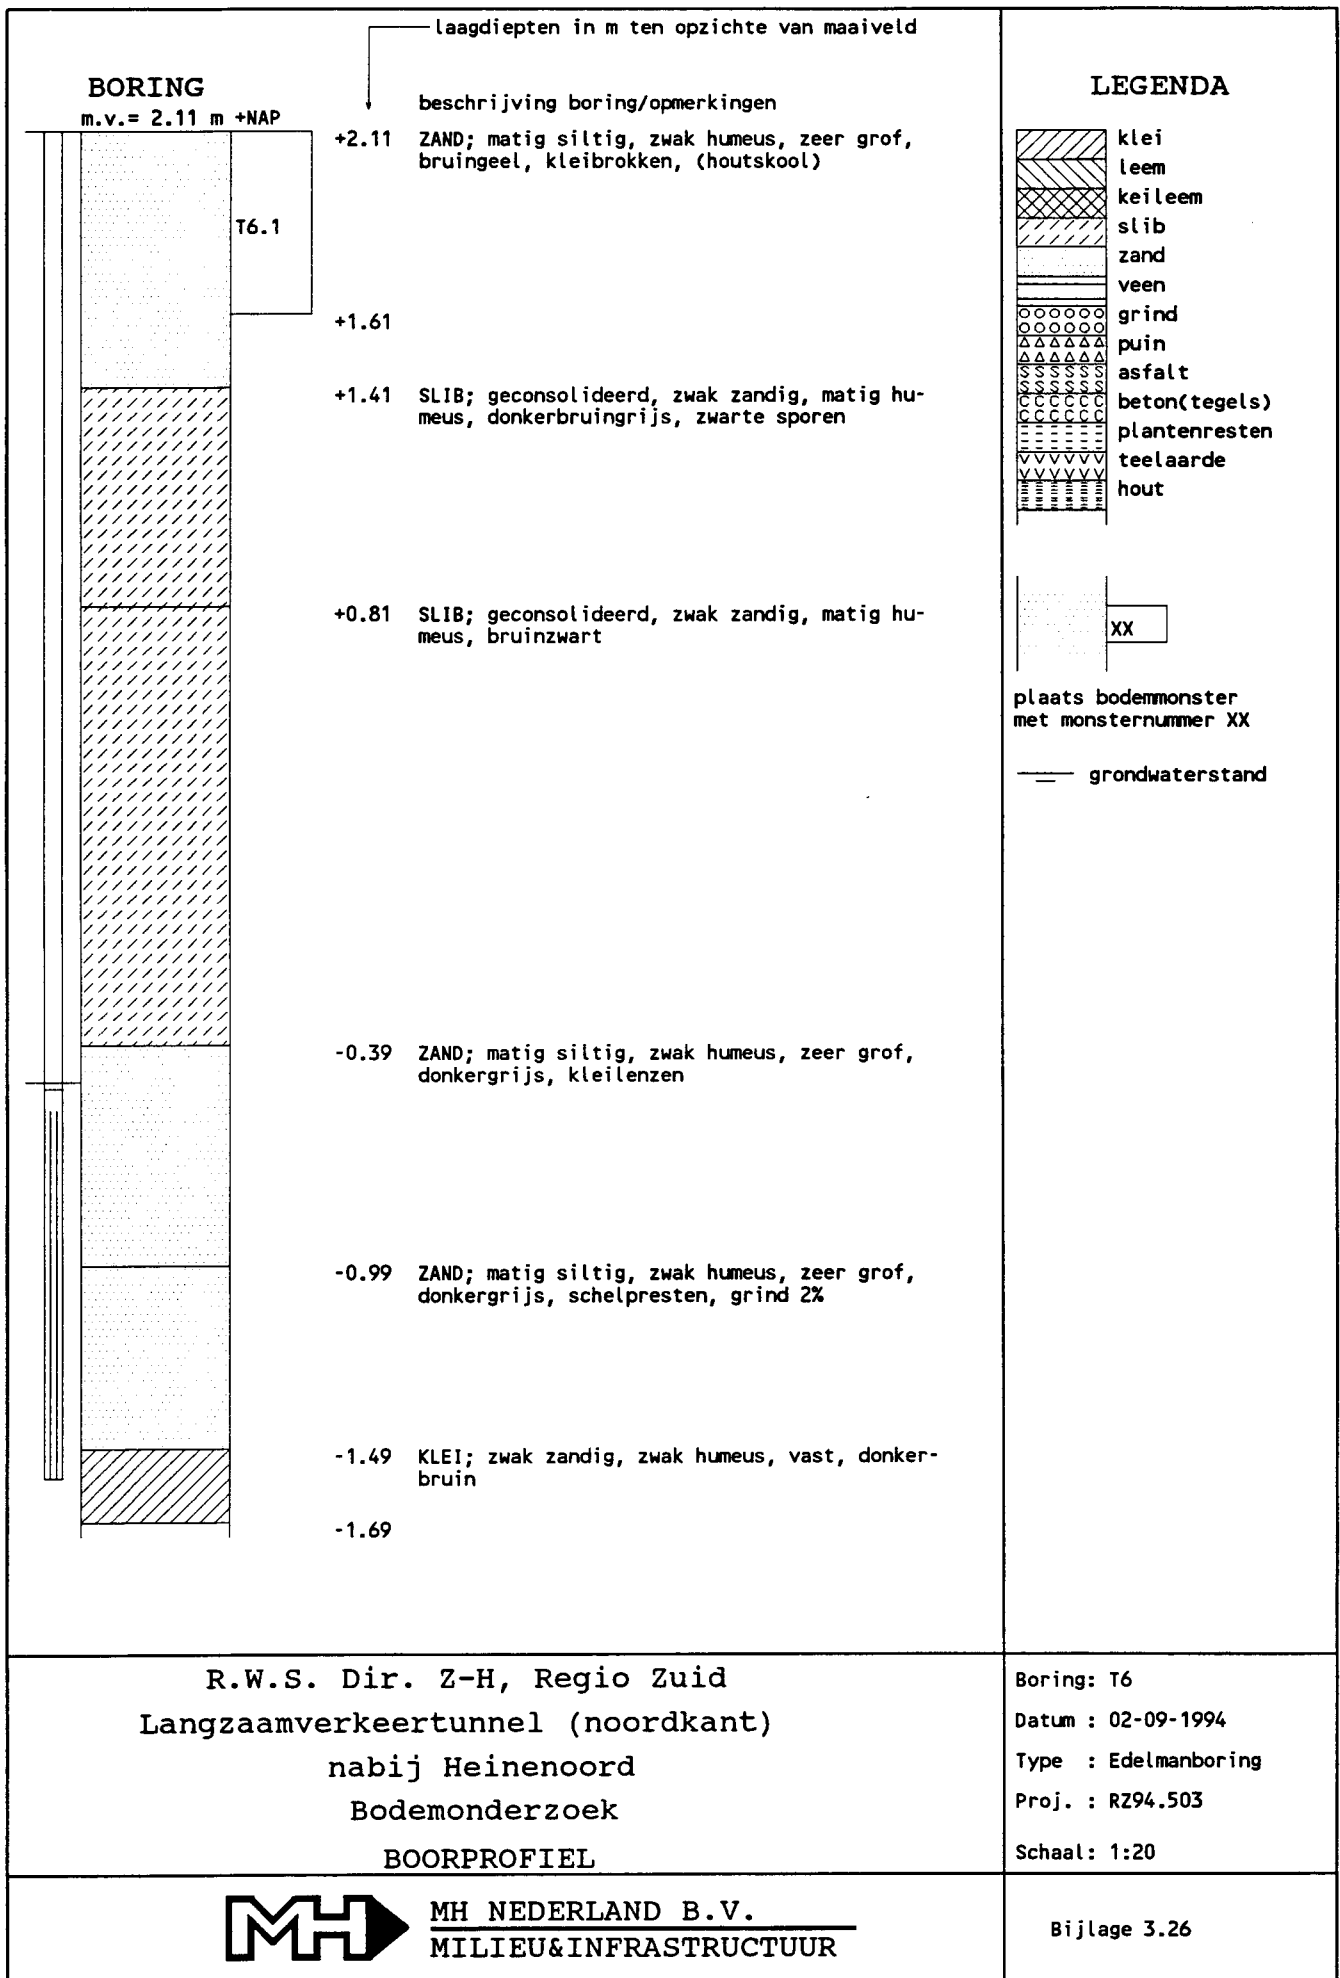 laagdiepten in m ten opzichte van maaiveld
BORING
m.v.= 2.11 m +NAP
beschrijving boring/opmerkingen
+2.11 ZAND; matig siltig, zwak humeus, zeer grof,
bruingeel, kleibrokken, (houtskool)
T6.1
+1.61
+1.41 SLIB; geconsolideerd, zwak zandig, matig hu-
meus, donkerbruingrijs, zwarte sporen
+0.81 SLIB; geconsolideerd, zwak zandig, matig hu-
meus, bruinzwart
-0.39 ZAND; matig siltig, zwak humeus, zeer grof,
donkergrijs, kleilenzen
-0.99 ZAND; matig siltig, zwak humeus, zeer grof,
donkergrijs, schelpresten, grind 2%
-1.49 KLEI; zwak zandig, zwak humeus, vast, donker-
bruin
-1.69
LEGENDA
klei
leem
keileem
slib
zand
veen
grind
puin
asfalt
beton(tegels)
plantenresten
teelaarde
hout
XX
plaats bodemmonster
met monsternummer XX
grondwaterstand
R.W.S. Dir. Z-H, Regio Zuid
Langzaamverkeertunnel (noordkant)
nabij Heinenoord
Bodemonderzoek
BOORPROFIEL
Boring: T6
Datum : 02-09-1994
Type : Edelmanboring
Proj. : RZ94.503
Schaal: 1:20
MH
MH NEDERLAND B.V.
MILIEU&INFRASTRUCTUUR
Bijlage 3.26